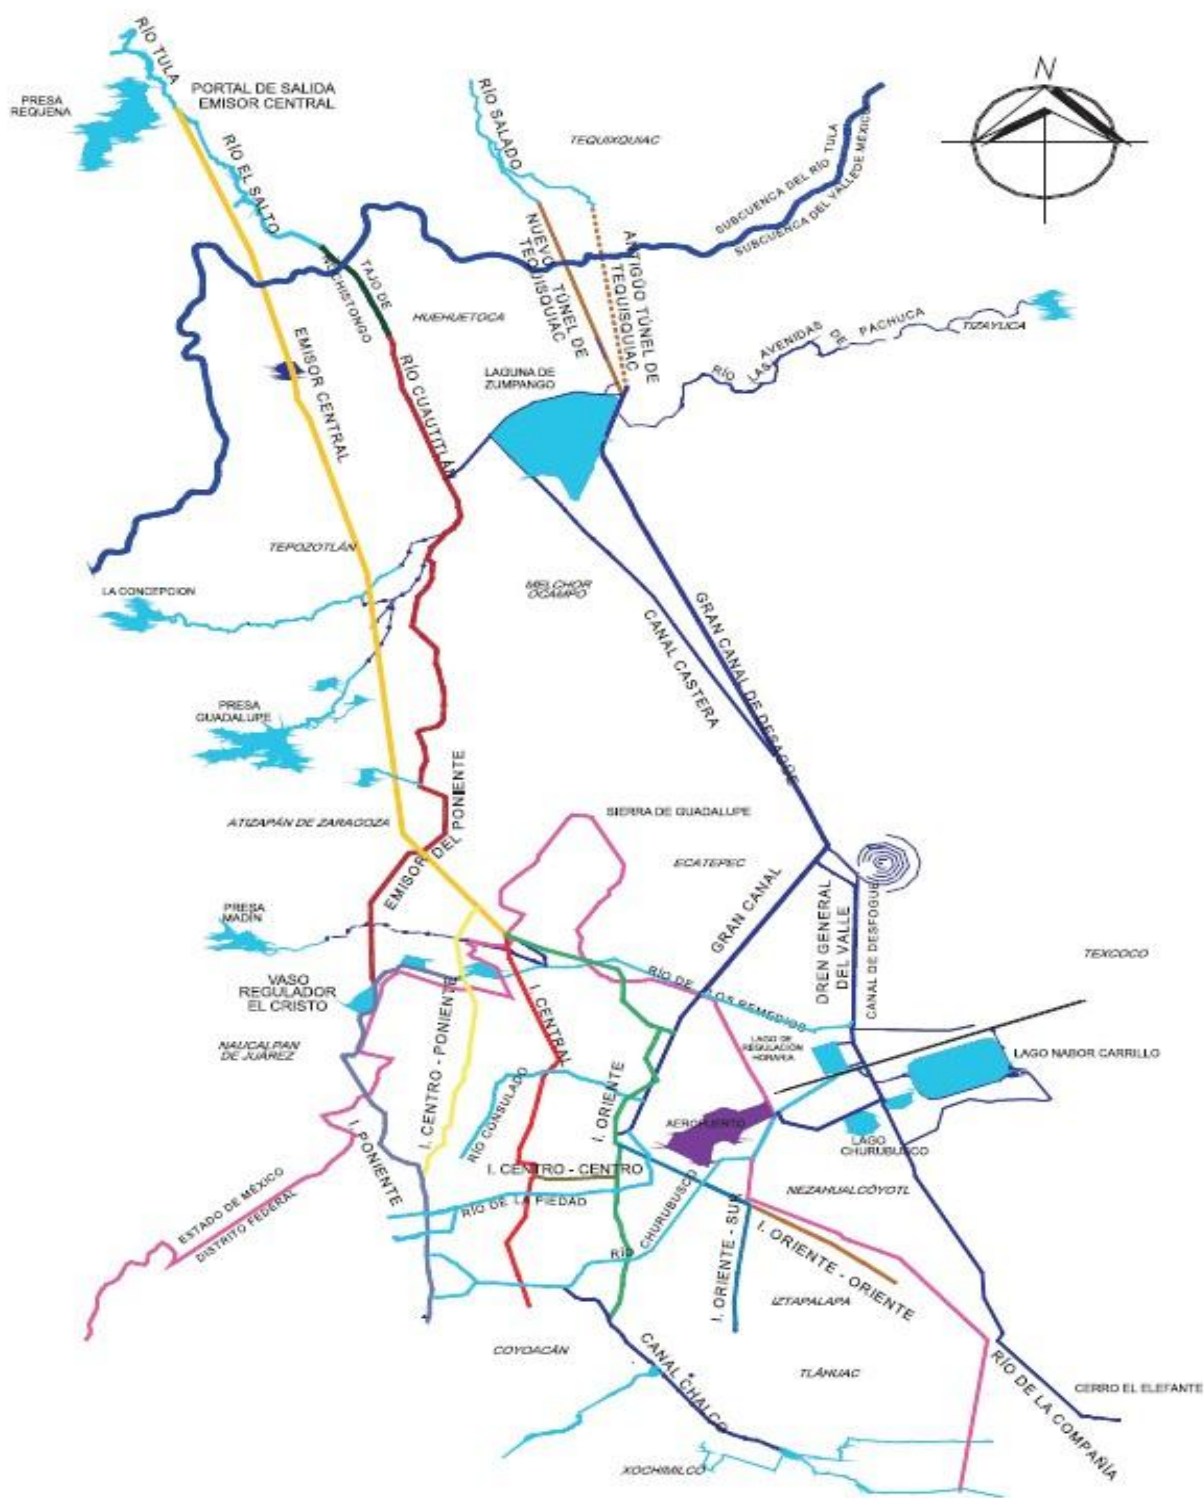 RÍO TULA
PORTAL DE SALIDA
EMISOR CENTRAL
PRESA
REQUENA
RÍO EL SALTO
RÍO SALADO
TEQUIXQUIAC
SUBCUENCA DEL RÍO TULA
SUBCUENCA DEL VALLEDE MÉXICO
N
NUEVO TÚNEL DE
TEQUISQUIAC
ANTIGÜO TÚNEL DE
TEQUISQUIAC
TAJO DE
NOCHISTONGO
HUEHUETOCA
EMISOR CENTRAL
RÍO CUAUTITLÁN
LAGUNA DE
ZUMPANGO
RÍO LAS AVENIDAS DE PACHUCA
TIZAYUCA
TEPOZOTLÁN
LA CONCEPCION
MELCHOR
OCAMPO
CANAL CASTERA
GRAN CANAL DE DESAGUE
PRESA
GUADALUPE
ATIZAPÁN DE ZARAGOZA
EMISOR DEL PONIENTE
SIERRA DE GUADALUPE
ECATEPEC
GRAN CANAL
DREN GENERAL
DEL VALLE
CANAL DE DESFOGUE
TEXCOCO
PRESA
MADÍN
VASO
REGULADOR
EL CRISTO
NAUCALPAN
DE JUÁREZ
I. CENTRO - PONIENTE
I. CENTRAL
RÍO DE LOS REMEDIOS
LAGO DE
REGULACIÓN
HORARIA
LAGO NABOR CARRILLO
RÍO CONSULADO
I. ORIENTE
AEROPUERTO
LAGO
CHURUBUSCO
I. PONIENTE
I. CENTRO - CENTRO
RÍO DE LA PIEDAD
RÍO CHURUBUSCO
NEZAHUALCÓYOTL
ESTADO DE MÉXICO
DISTRITO FEDERAL
I. ORIENTE - SUR
I. ORIENTE - ORIENTE
IZTAPALAPA
COYOACÁN
CANAL CHALCO
TLÁHUAC
RÍO DE LA COMPAÑÍA
CERRO EL ELEFANTE
XOCHIMILCO